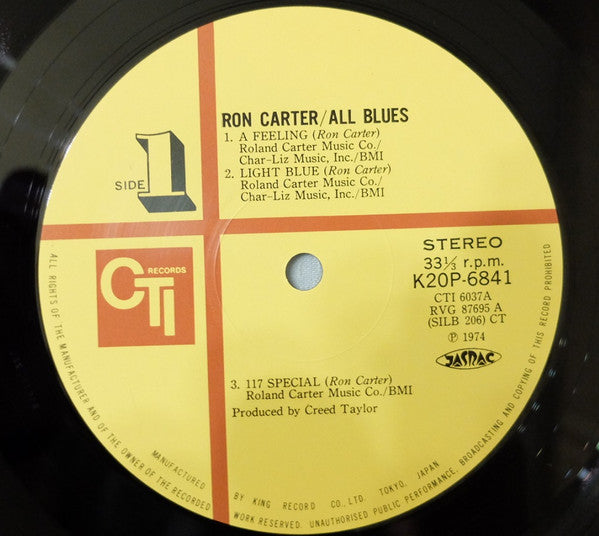 RON CARTER/ALL BLUES
1. A FEELING (Ron Carter)
Roland Carter Music Co./
Char-Liz Music, Inc./BMI
2. LIGHT BLUE (Ron Carter)
Roland Carter Music Co./
Char-Liz Music, Inc./BMI
SIDE 1
CTI RECORDS
STEREO
33⅓ r.p.m.
K20P-6841
CTI 6037A
RVG 87695 A
(SILB 206) CT
℗ 1974
JASRAC
3. 117 SPECIAL (Ron Carter)
Roland Carter Music Co./BMI
Produced by Creed Taylor
MANUFACTURED BY KING RECORD CO., LTD. TOKYO, JAPAN
ALL RIGHTS OF THE MANUFACTURER AND OF THE OWNER OF THE RECORDED WORK RESERVED. UNAUTHORISED PUBLIC PERFORMANCE, BROADCASTING AND COPYING OF THIS RECORD PROHIBITED